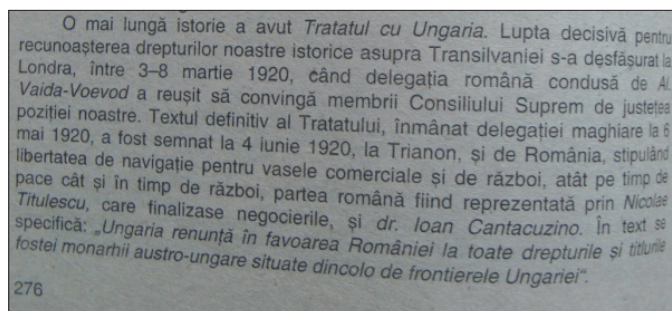 O mai lungă istorie a avut Tratatul cu Ungaria. Lupta decisivă pentru
recunoașterea drepturilor noastre istorice asupra Transilvaniei s-a desfășurat la
Londra, între 3–8 martie 1920, când delegația română condusă de Al.
Vaida-Voevod a reușit să convingă membrii Consiliului Suprem de justețea
poziției noastre. Textul definitiv al Tratatului, înmânat delegației maghiare la 6
mai 1920, a fost semnat la 4 iunie 1920, la Trianon, și de România, stipulând
libertatea de navigație pentru vasele comerciale și de război, atât pe timp de
pace cât și în timp de război, partea română fiind reprezentată prin Nicolae
Titulescu, care finalizase negocierile, și dr. Ioan Cantacuzino. În text se
specifică: „Ungaria renunță în favoarea României la toate drepturile și titlurile
fostei monarhii austro-ungare situate dincolo de frontierele Ungariei“.
276